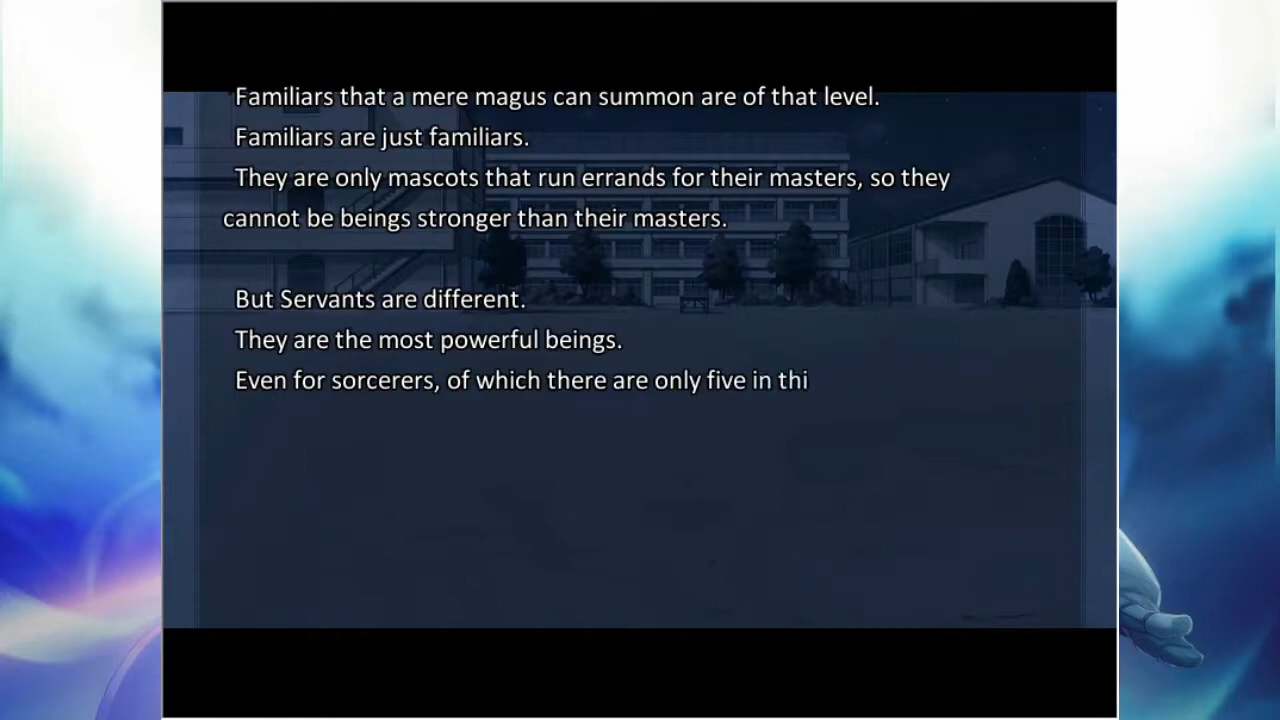 Familiars that a mere magus can summon are of that level.
Familiars are just familiars.
They are only mascots that run errands for their masters, so they
cannot be beings stronger than their masters.
But Servants are different.
They are the most powerful beings.
Even for sorcerers, of which there are only five in thi